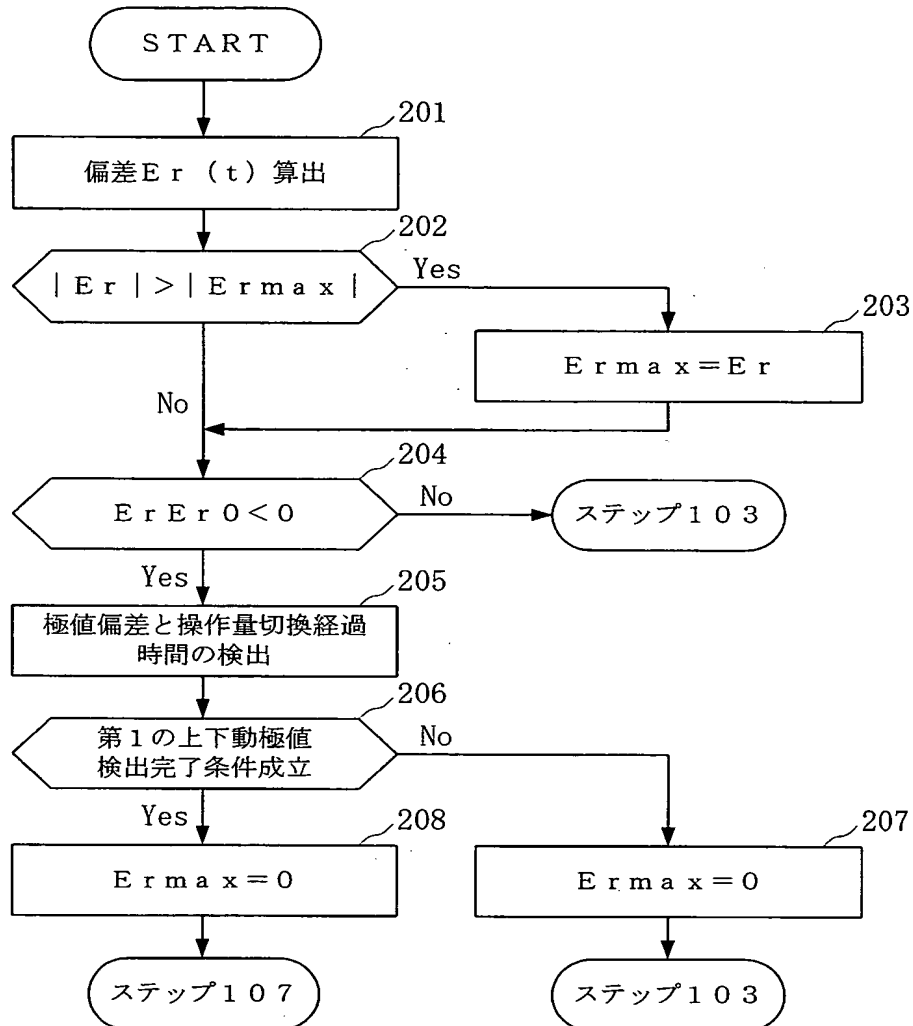 ＳＴＡＲＴ
201
偏差Ｅｒ（ｔ）算出
202
｜Ｅｒ｜＞｜Ｅｒｍａｘ｜
Yes
203
Ｅｒｍａｘ＝Ｅｒ
No
204
ＥｒＥｒ０＜０
No
ステップ１０３
Yes
205
極値偏差と操作量切換経過
時間の検出
206
第１の上下動極値
検出完了条件成立
No
Yes
208
207
Ｅｒｍａｘ＝０
Ｅｒｍａｘ＝０
ステップ１０７
ステップ１０３